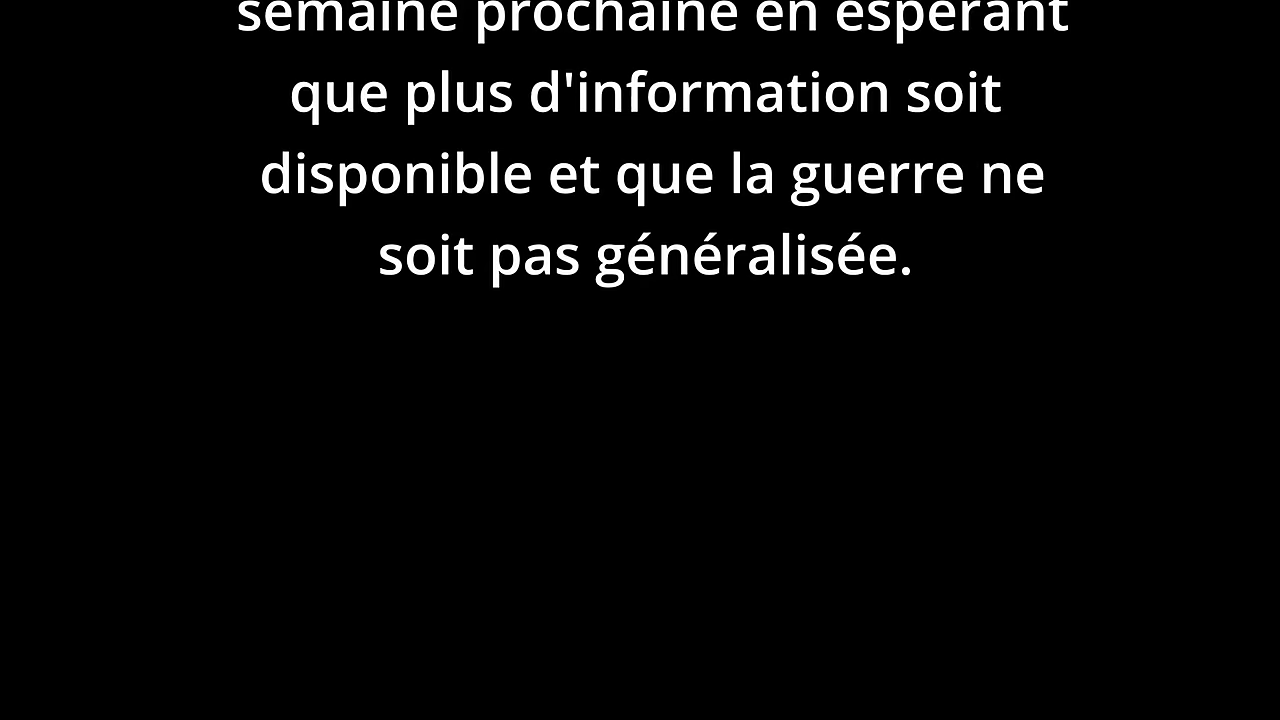 semaine prochaine en espérant
que plus d'information soit
disponible et que la guerre ne
soit pas généralisée.